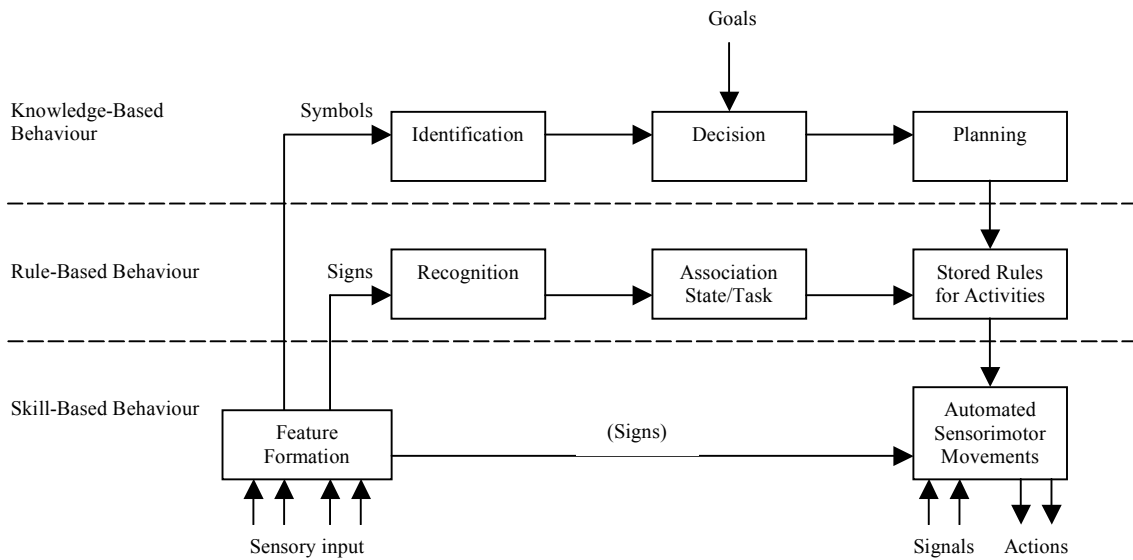 Goals
Knowledge-Based
Behaviour
Symbols
Identification
Decision
Planning
Rule-Based Behaviour
Signs
Recognition
Association
State/Task
Stored Rules
for Activities
Skill-Based Behaviour
Feature
Formation
(Signs)
Automated
Sensorimotor
Movements
Sensory input
Signals
Actions